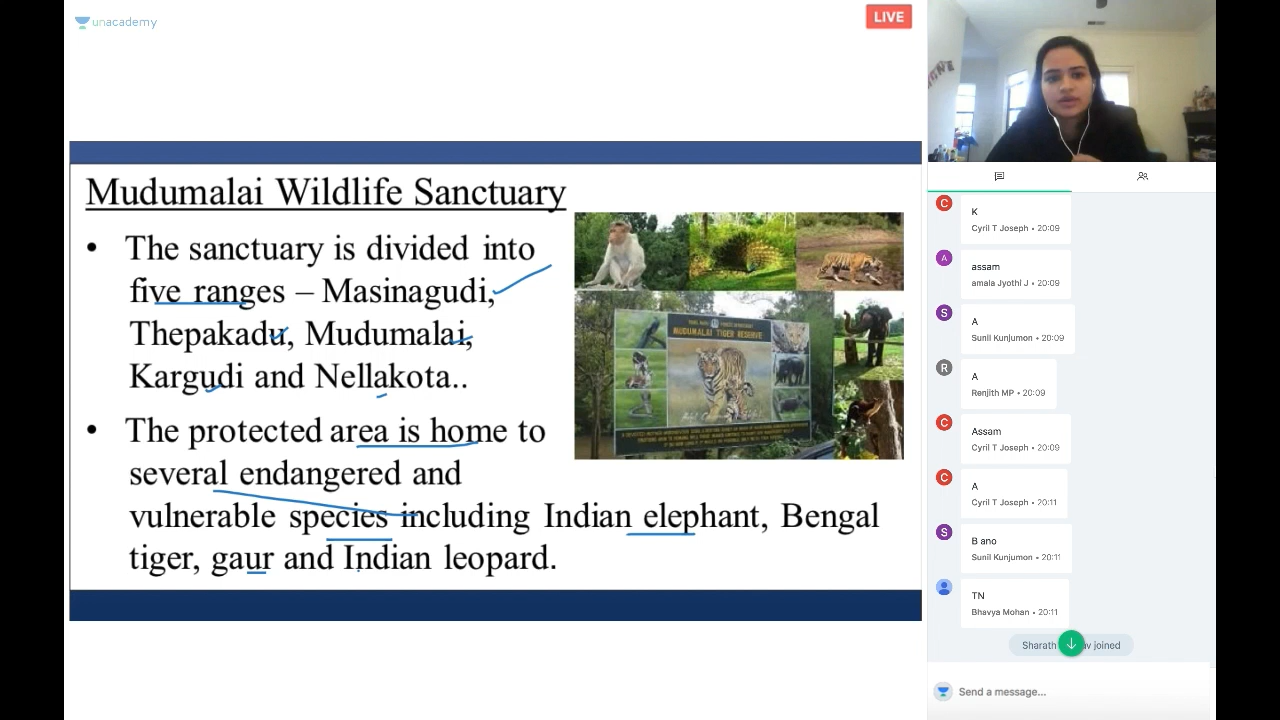 unacademy
LIVE
Mudumalai Wildlife Sanctuary
• The sanctuary is divided into
five ranges – Masinagudi,
Thepakadu, Mudumalai,
Kargudi and Nellakota..
• The protected area is home to
several endangered and
vulnerable species including Indian elephant, Bengal
tiger, gaur and Indian leopard.
MUDUMALAI TIGER RESERVE
K
Cyril T Joseph • 20:09
assam
amala Jyothi J • 20:09
A
Sunil Kunjumon • 20:09
A
Renjith MP • 20:09
Assam
Cyril T Joseph • 20:09
A
Cyril T Joseph • 20:11
B ano
Sunil Kunjumon • 20:11
TN
Bhavya Mohan • 20:11
Sharath joined
Send a message...
C
A
S
R
C
C
S